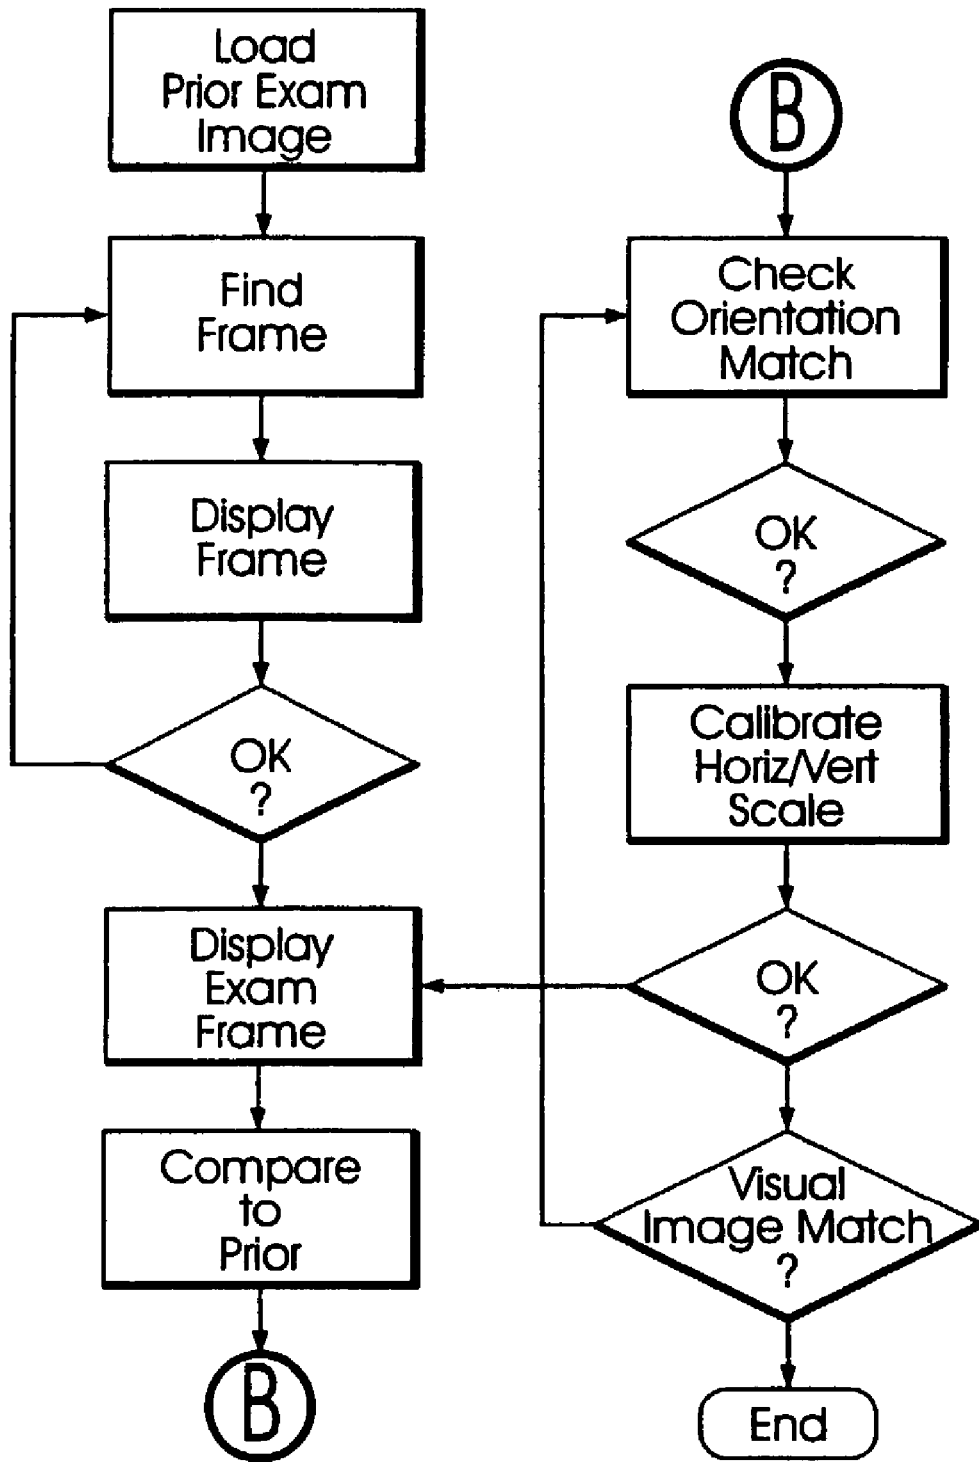 Load
Prior Exam
Image
Find
Frame
Display
Frame
OK
?
Display
Exam
Frame
Compare
to
Prior
B
B
Check
Orientation
Match
OK
?
Calibrate
Horiz/Vert
Scale
OK
?
Visual
Image Match
?
End